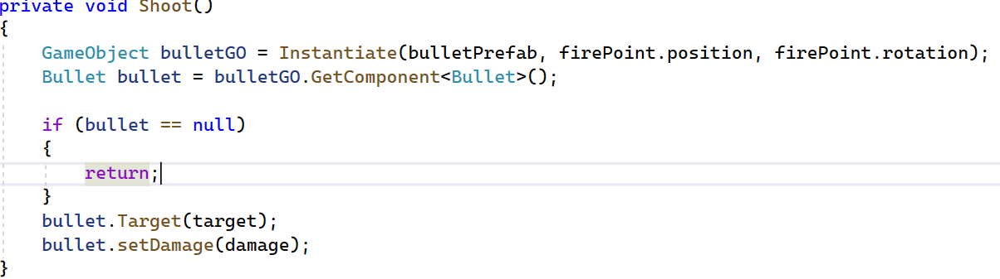 private void Shoot()
{
    GameObject bulletGO = Instantiate(bulletPrefab, firePoint.position, firePoint.rotation);
    Bullet bullet = bulletGO.GetComponent<Bullet>();

    if (bullet == null)
    {
        return;
    }
    bullet.Target(target);
    bullet.setDamage(damage);
}